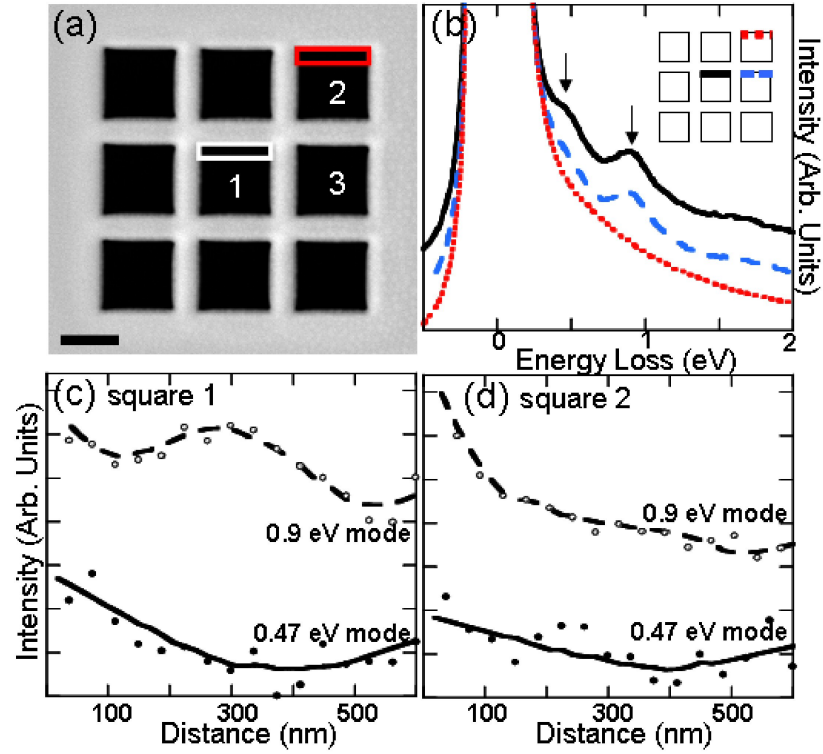 (a)
2
1
3
(b)
Intensity (Arb. Units)
0
1
2
Energy Loss (eV)
(c) square 1
Intensity (Arb. Units)
0.9 eV mode
0.47 eV mode
100
300
500
Distance (nm)
(d) square 2
0.9 eV mode
0.47 eV mode
100
300
500
Distance (nm)